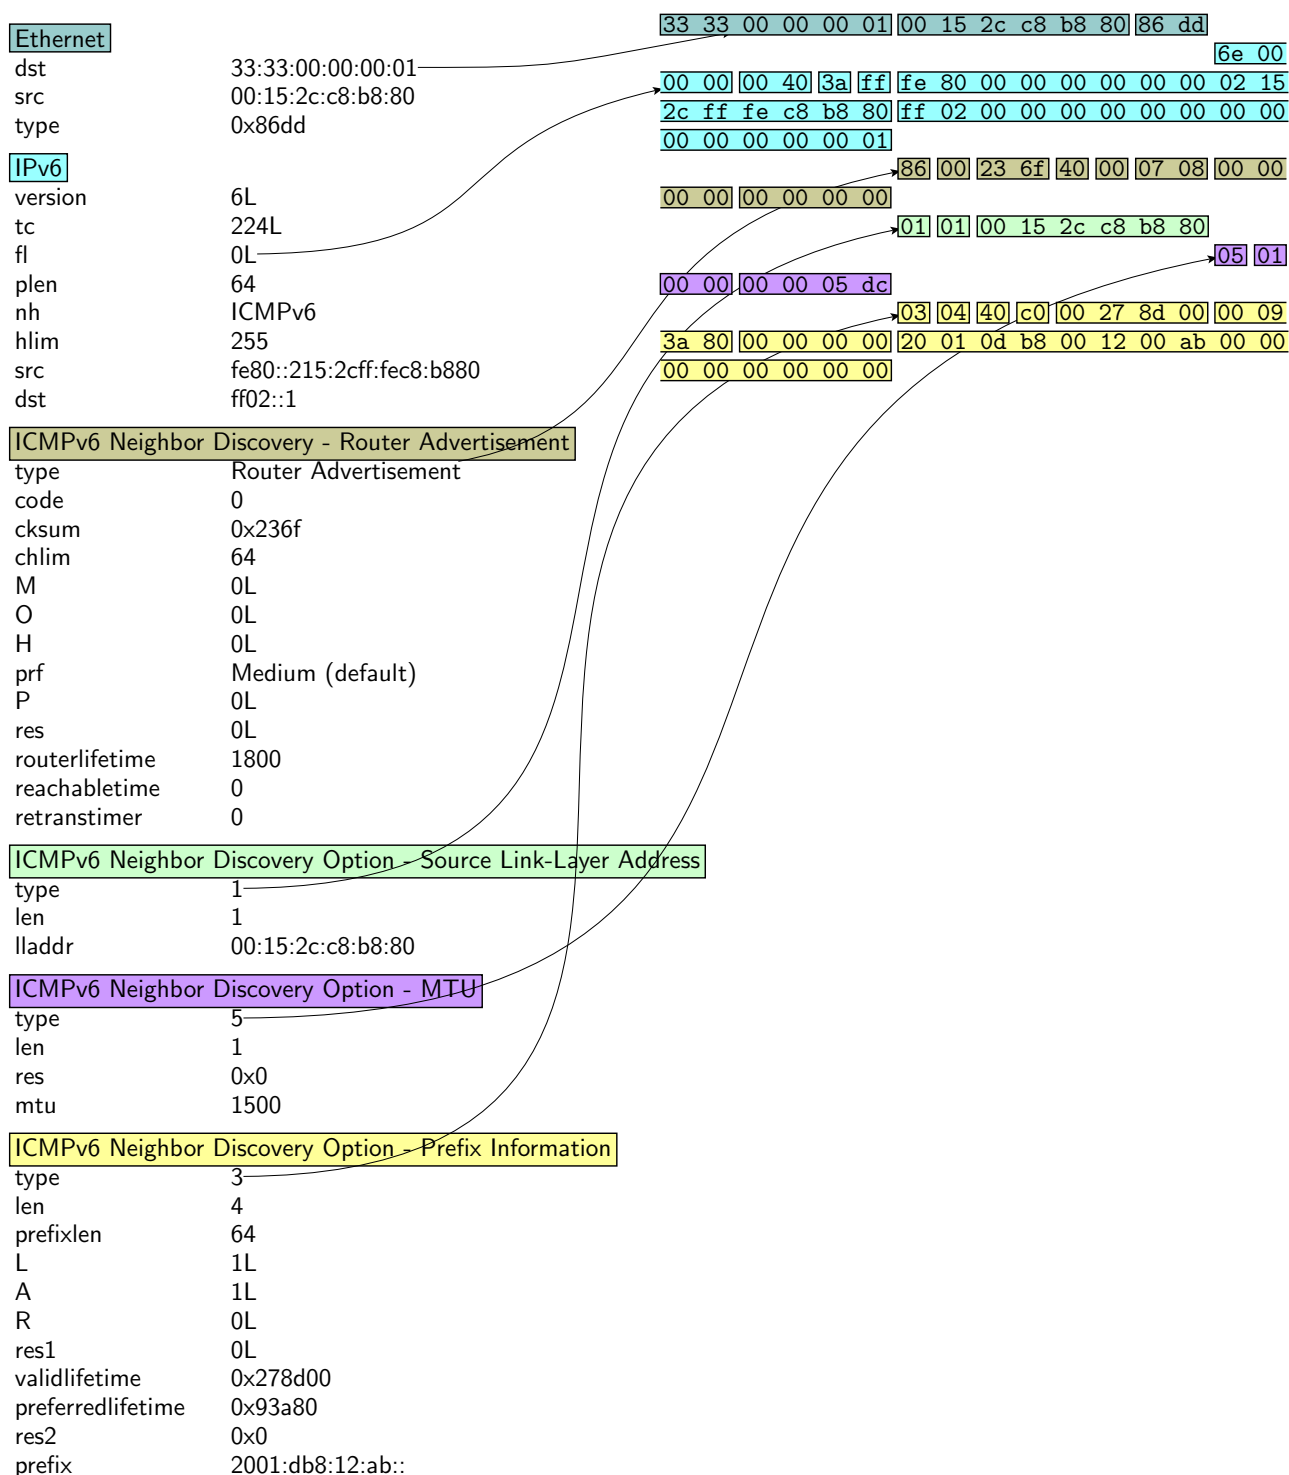 Ethernet
dst 33:33:00:00:00:01
src 00:15:2c:c8:b8:80
type 0x86dd
IPv6
version 6L
tc 224L
fl 0L
plen 64
nh ICMPv6
hlim 255
src fe80::215:2cff:fec8:b880
dst ff02::1
ICMPv6 Neighbor Discovery - Router Advertisement
type Router Advertisement
code 0
cksum 0x236f
chlim 64
M 0L
O 0L
H 0L
prf Medium (default)
P 0L
res 0L
routerlifetime 1800
reachabletime 0
retranstimer 0
ICMPv6 Neighbor Discovery Option - Source Link-Layer Address
type 1
len 1
lladdr 00:15:2c:c8:b8:80
ICMPv6 Neighbor Discovery Option - MTU
type 5
len 1
res 0x0
mtu 1500
ICMPv6 Neighbor Discovery Option - Prefix Information
type 3
len 4
prefixlen 64
L 1L
A 1L
R 0L
res1 0L
validlifetime 0x278d00
preferredlifetime 0x93a80
res2 0x0
prefix 2001:db8:12:ab::
33 33 00 00 00 01 00 15 2c c8 b8 80 86 dd
6e 00
00 00 00 40 3a ff fe 80 00 00 00 00 00 00 02 15
2c ff fe c8 b8 80 ff 02 00 00 00 00 00 00 00 00
00 00 00 00 00 01
86 00 23 6f 40 00 07 08 00 00
00 00 00 00 00 00
01 01 00 15 2c c8 b8 80
05 01
00 00 00 00 05 dc
03 04 40 c0 00 27 8d 00 00 09
3a 80 00 00 00 00 20 01 0d b8 00 12 00 ab 00 00
00 00 00 00 00 00